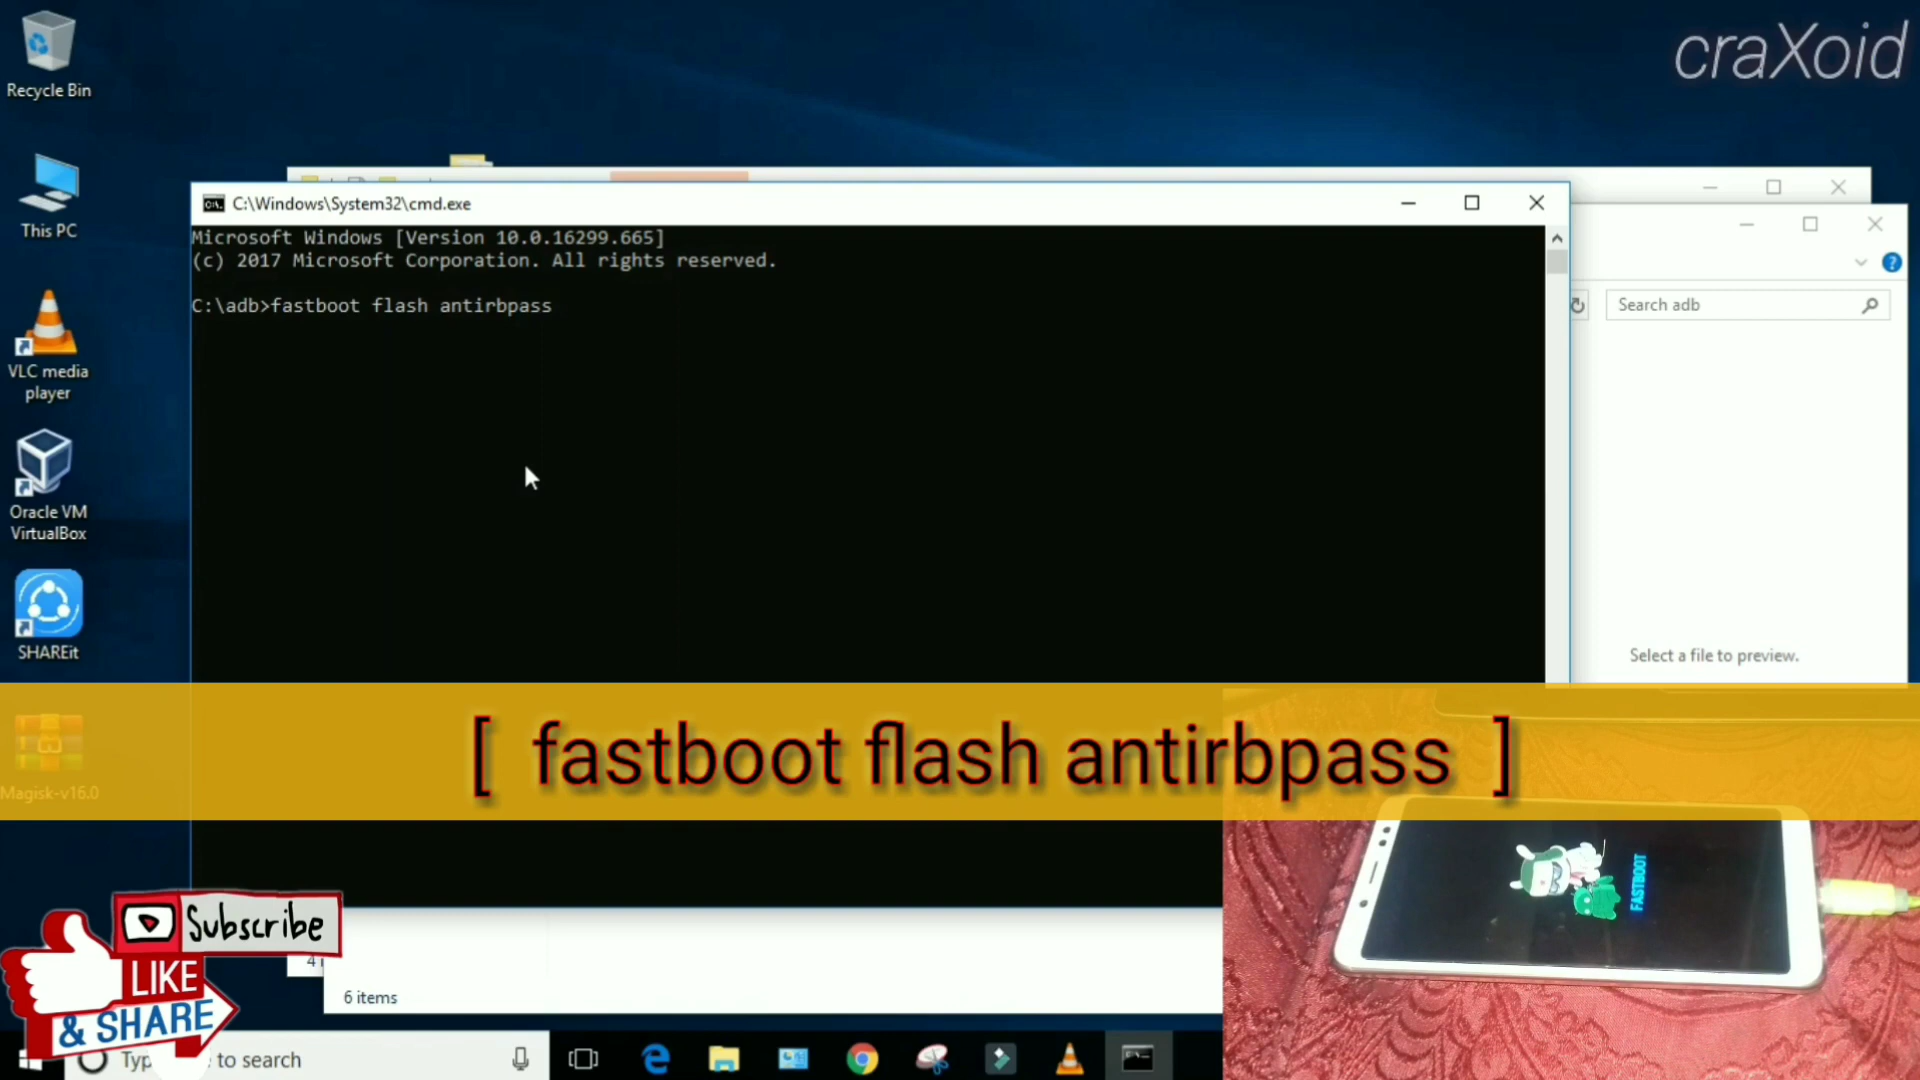 craXoid
Recycle Bin
This PC
VLC media
player
Oracle VM
VirtualBox
SHAREit
Magisk-v16.0
C:\Windows\System32\cmd.exe
Microsoft Windows [Version 10.0.16299.665]
(c) 2017 Microsoft Corporation. All rights reserved.
C:\adb>fastboot flash antirbpass
Search adb
Select a file to preview.
[ fastboot flash antirbpass ]
FASTBOOT
Subscribe
LIKE
& SHARE
6 items
to search